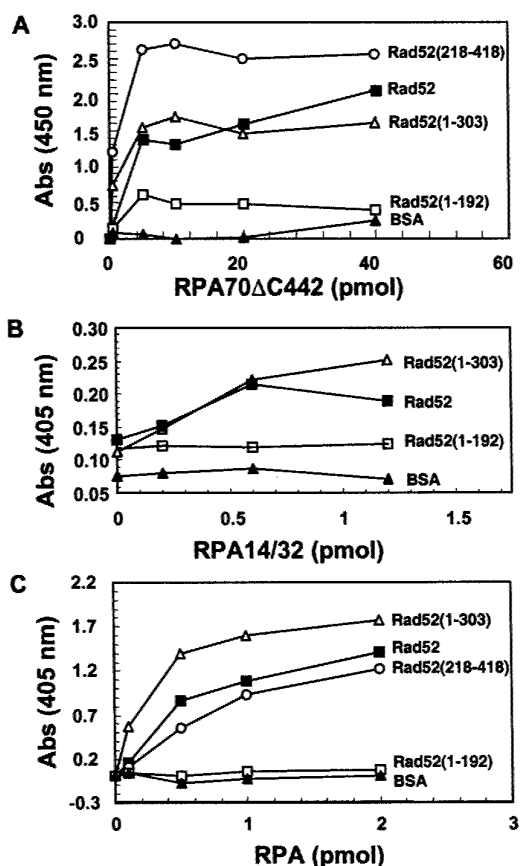 A
Abs (450 nm)
3.0
2.5
2.0
1.5
1.0
0.5
0
Rad52(218-418)
Rad52
Rad52(1-303)
Rad52(1-192)
BSA
0 20 40 60
RPA70ΔC442 (pmol)
B
Abs (405 nm)
0.30
0.25
0.20
0.15
0.10
0.05
Rad52(1-303)
Rad52
Rad52(1-192)
BSA
0 0.5 1 1.5
RPA14/32 (pmol)
C
Abs (405 nm)
2.2
1.7
1.2
0.7
0.2
-0.3
Rad52(1-303)
Rad52
Rad52(218-418)
Rad52(1-192)
BSA
0 1 2 3
RPA (pmol)